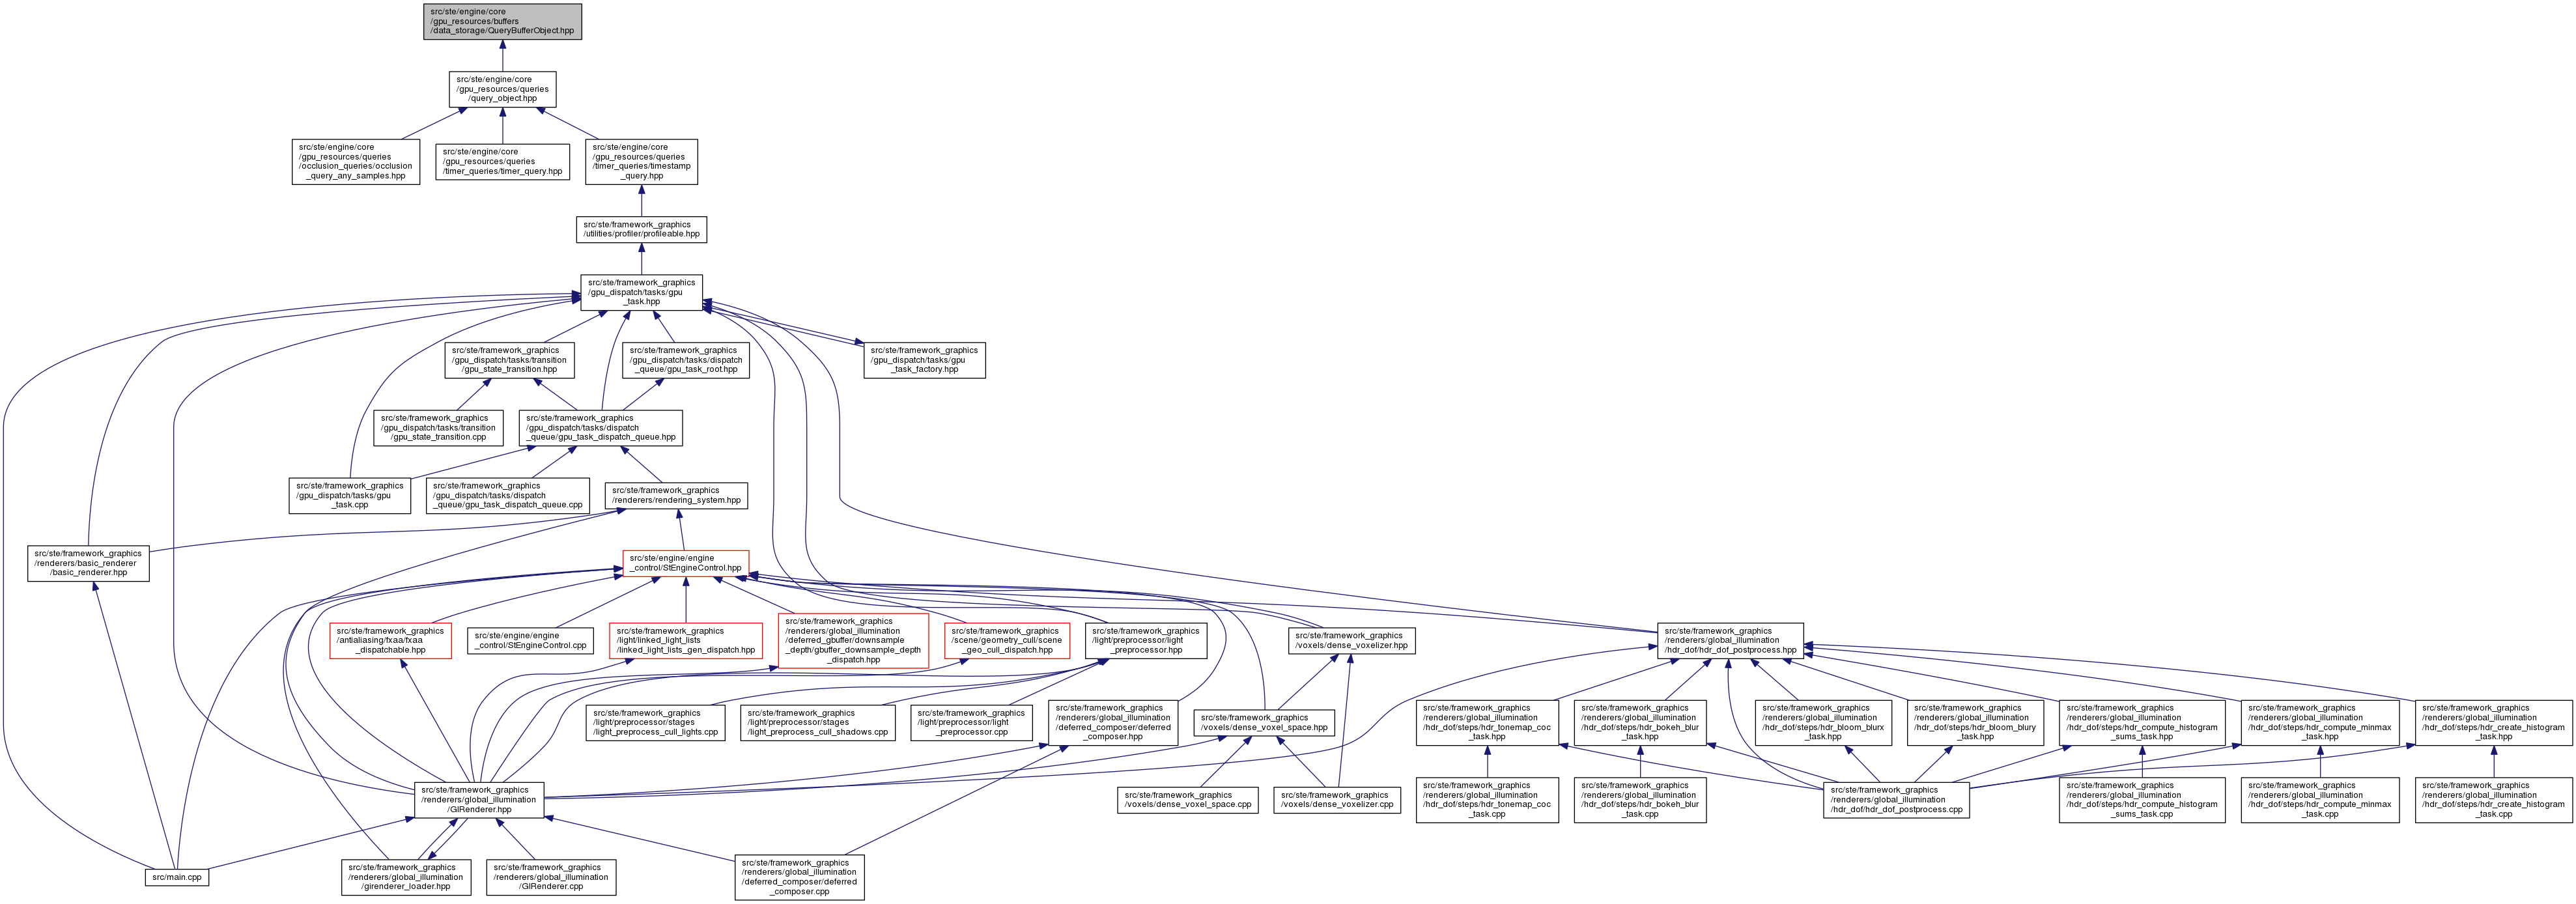 src/ste/engine/core
/gpu_resources/buffers
/data_storage/QueryBufferObject.hpp
src/ste/engine/core
/gpu_resources/queries
/query_object.hpp
src/ste/engine/core
/gpu_resources/queries
/occlusion_queries/occlusion
_query_any_samples.hpp
src/ste/engine/core
/gpu_resources/queries
/timer_queries/timer_query.hpp
src/ste/engine/core
/gpu_resources/queries
/timer_queries/timestamp
_query.hpp
src/ste/framework_graphics
/utilities/profiler/profileable.hpp
src/ste/framework_graphics
/gpu_dispatch/tasks/gpu
_task.hpp
src/ste/framework_graphics
/gpu_dispatch/tasks/transition
/gpu_state_transition.hpp
src/ste/framework_graphics
/gpu_dispatch/tasks/dispatch
_queue/gpu_task_root.hpp
src/ste/framework_graphics
/gpu_dispatch/tasks/gpu
_task_factory.hpp
src/ste/framework_graphics
/gpu_dispatch/tasks/transition
/gpu_state_transition.cpp
src/ste/framework_graphics
/gpu_dispatch/tasks/dispatch
_queue/gpu_task_dispatch_queue.hpp
src/ste/framework_graphics
/gpu_dispatch/tasks/gpu
_task.cpp
src/ste/framework_graphics
/gpu_dispatch/tasks/dispatch
_queue/gpu_task_dispatch_queue.cpp
src/ste/framework_graphics
/renderers/rendering_system.hpp
src/ste/framework_graphics
/renderers/basic_renderer
/basic_renderer.hpp
src/ste/engine/engine
_control/StEngineControl.hpp
src/ste/framework_graphics
/antialiasing/fxaa/fxaa
_dispatchable.hpp
src/ste/engine/engine
_control/StEngineControl.cpp
src/ste/framework_graphics
/light/linked_light_lists
/linked_light_lists_gen_dispatch.hpp
src/ste/framework_graphics
/renderers/global_illumination
/deferred_gbuffer/downsample
_depth/gbuffer_downsample_depth
_dispatch.hpp
src/ste/framework_graphics
/scene/geometry_cull/scene
_geo_cull_dispatch.hpp
src/ste/framework_graphics
/light/preprocessor/light
_preprocessor.hpp
src/ste/framework_graphics
/voxels/dense_voxelizer.hpp
src/ste/framework_graphics
/renderers/global_illumination
/hdr_dof/hdr_dof_postprocess.hpp
src/ste/framework_graphics
/light/preprocessor/stages
/light_preprocess_cull_lights.cpp
src/ste/framework_graphics
/light/preprocessor/stages
/light_preprocess_cull_shadows.cpp
src/ste/framework_graphics
/light/preprocessor/light
_preprocessor.cpp
src/ste/framework_graphics
/renderers/global_illumination
/deferred_composer/deferred
_composer.hpp
src/ste/framework_graphics
/voxels/dense_voxel_space.hpp
src/ste/framework_graphics
/renderers/global_illumination
/hdr_dof/steps/hdr_tonemap_coc
_task.hpp
src/ste/framework_graphics
/renderers/global_illumination
/hdr_dof/steps/hdr_bokeh_blur
_task.hpp
src/ste/framework_graphics
/renderers/global_illumination
/hdr_dof/steps/hdr_bloom_blurx
_task.hpp
src/ste/framework_graphics
/renderers/global_illumination
/hdr_dof/steps/hdr_bloom_blury
_task.hpp
src/ste/framework_graphics
/renderers/global_illumination
/hdr_dof/steps/hdr_compute_histogram
_sums_task.hpp
src/ste/framework_graphics
/renderers/global_illumination
/hdr_dof/steps/hdr_compute_minmax
_task.hpp
src/ste/framework_graphics
/renderers/global_illumination
/hdr_dof/steps/hdr_create_histogram
_task.hpp
src/ste/framework_graphics
/renderers/global_illumination
/GIRenderer.hpp
src/ste/framework_graphics
/voxels/dense_voxel_space.cpp
src/ste/framework_graphics
/voxels/dense_voxelizer.cpp
src/ste/framework_graphics
/renderers/global_illumination
/hdr_dof/steps/hdr_tonemap_coc
_task.cpp
src/ste/framework_graphics
/renderers/global_illumination
/hdr_dof/steps/hdr_bokeh_blur
_task.cpp
src/ste/framework_graphics
/renderers/global_illumination
/hdr_dof/hdr_dof_postprocess.cpp
src/ste/framework_graphics
/renderers/global_illumination
/hdr_dof/steps/hdr_compute_histogram
_sums_task.cpp
src/ste/framework_graphics
/renderers/global_illumination
/hdr_dof/steps/hdr_compute_minmax
_task.cpp
src/ste/framework_graphics
/renderers/global_illumination
/hdr_dof/steps/hdr_create_histogram
_task.cpp
src/main.cpp
src/ste/framework_graphics
/renderers/global_illumination
/girenderer_loader.hpp
src/ste/framework_graphics
/renderers/global_illumination
/GIRenderer.cpp
src/ste/framework_graphics
/renderers/global_illumination
/deferred_composer/deferred
_composer.cpp